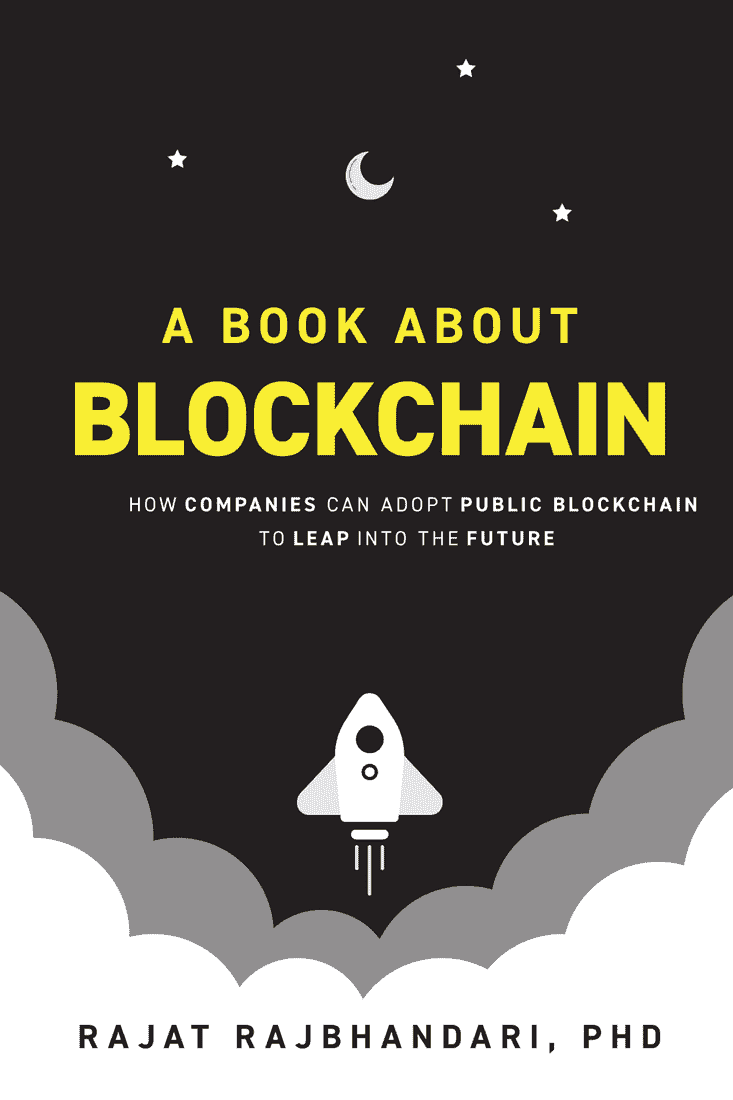 A BOOK ABOUT
BLOCKCHAIN
HOW COMPANIES CAN ADOPT PUBLIC BLOCKCHAIN
TO LEAP INTO THE FUTURE
RAJAT RAJBHANDARI, PHD